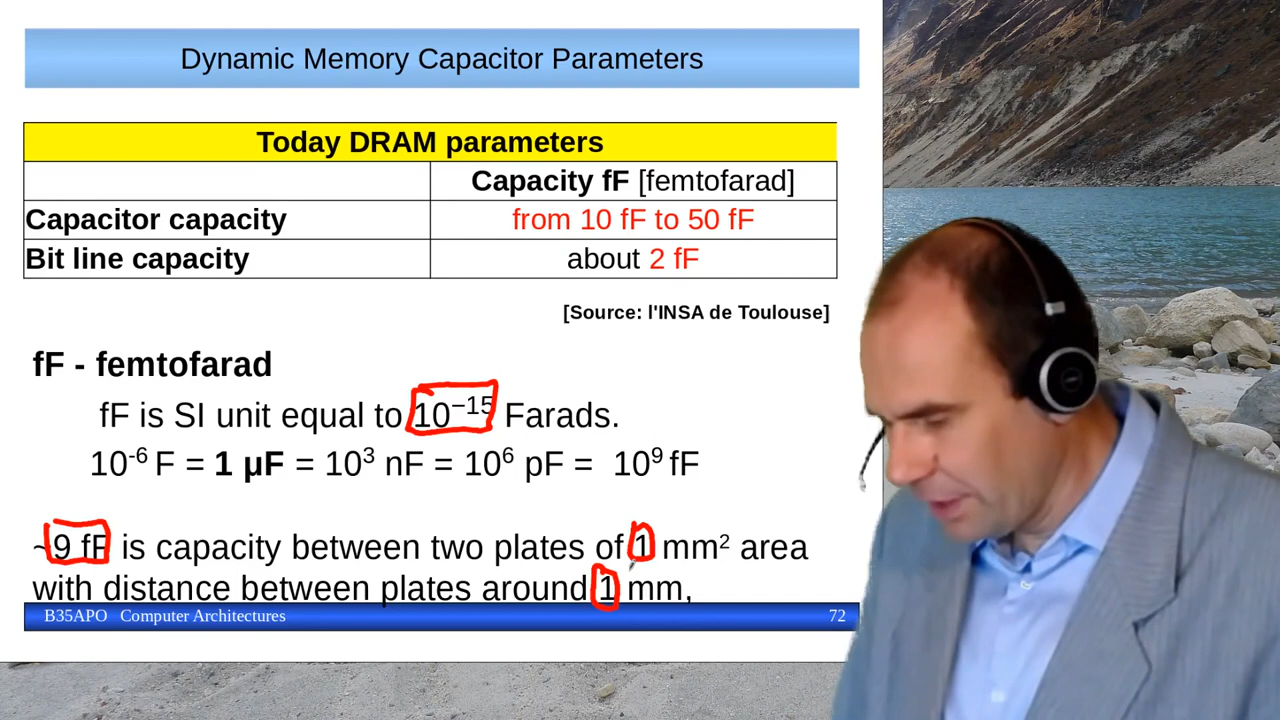 Dynamic Memory Capacitor Parameters
Today DRAM parameters
Capacity fF [femtofarad]
Capacitor capacity from 10 fF to 50 fF
Bit line capacity about 2 fF
[Source: l'INSA de Toulouse]
fF - femtofarad
fF is SI unit equal to 10⁻¹⁵ Farads.
10⁻⁶ F = 1 µF = 10³ nF = 10⁶ pF = 10⁹ fF
~9 fF is capacity between two plates of 1 mm² area
with distance between plates around 1 mm,
B35APO Computer Architectures 72